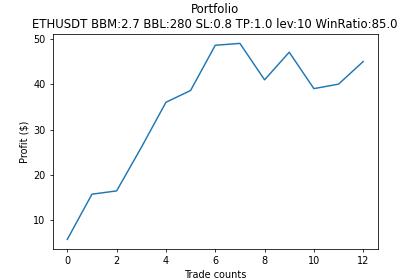 Portfolio
ETHUSDT BBM:2.7 BBL:280 SL:0.8 TP:1.0 lev:10 WinRatio:85.0
50
40
30
20
10
Profit ($)
0 2 4 6 8 10 12
Trade counts